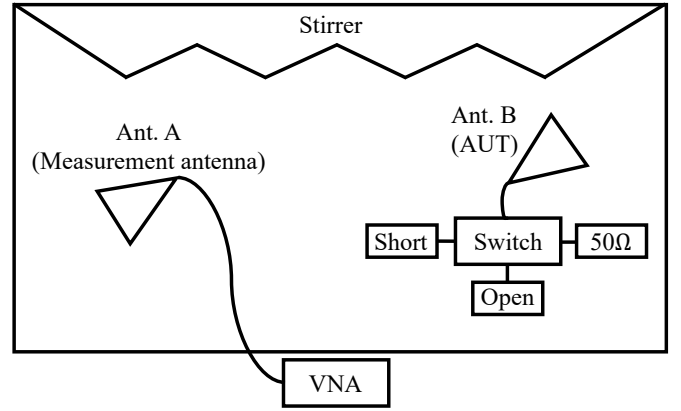 Stirrer
Ant. A
(Measurement antenna)
Ant. B
(AUT)
Short
Switch
50Ω
Open
VNA